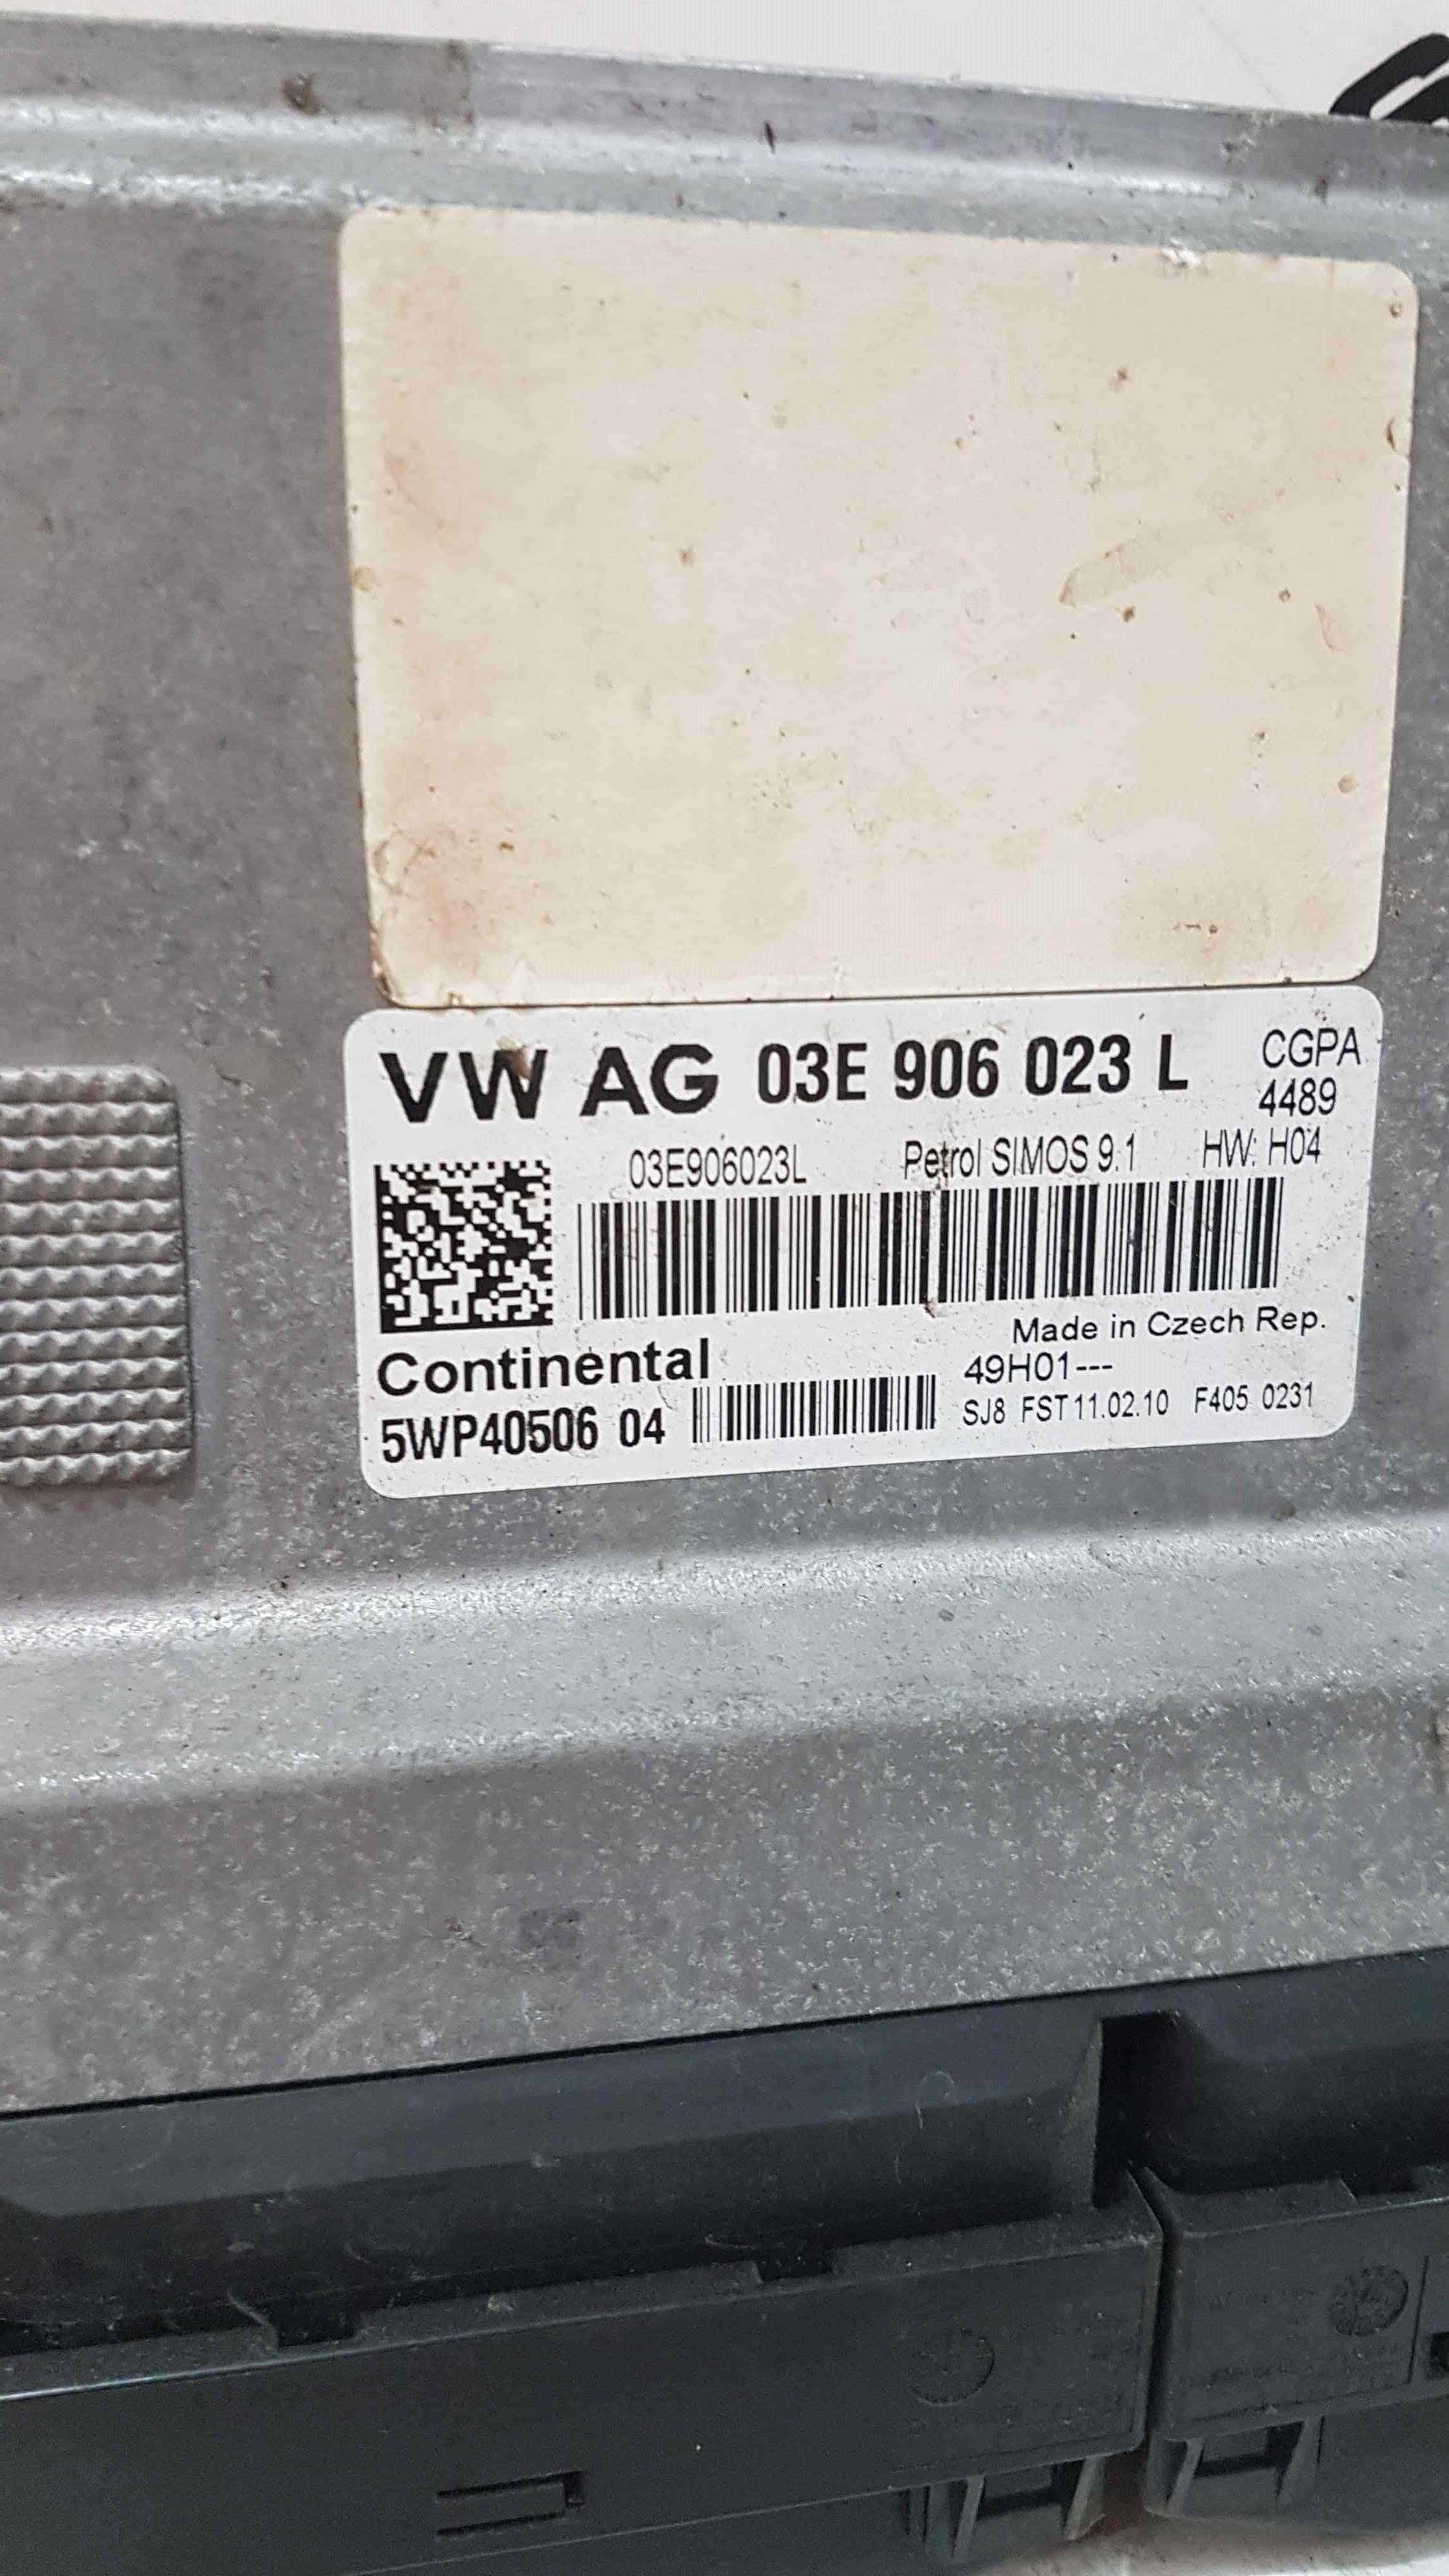 VW AG 03E 906 023 L CGPA
4489
03E906023L Petrol SIMOS 9.1 HW: H04
Made in Czech Rep.
Continental 49H01---
5WP40506 04 SJ8 FST 11.02.10 F405 0231